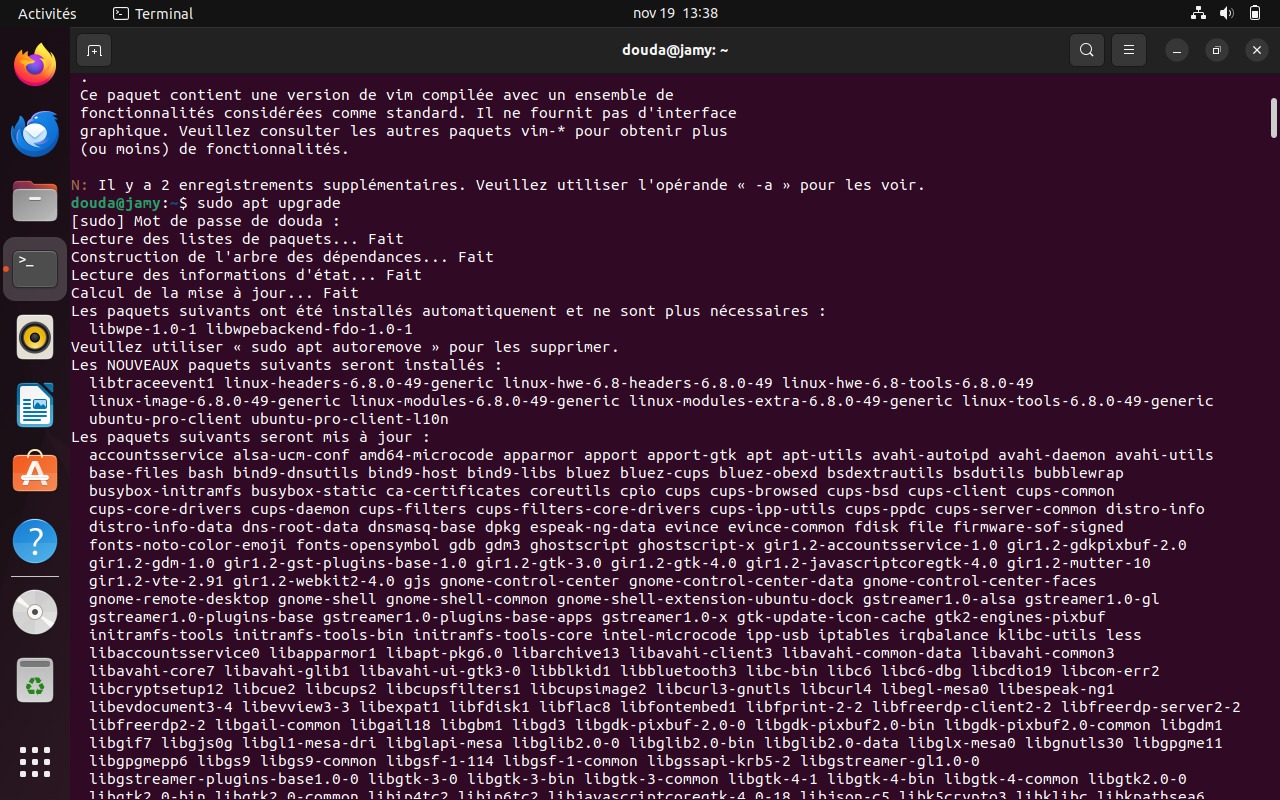 Activités
Terminal
nov 19 13:38
douda@jamy: ~
.
Ce paquet contient une version de vim compilée avec un ensemble de
fonctionnalités considérées comme standard. Il ne fournit pas d'interface
graphique. Veuillez consulter les autres paquets vim-* pour obtenir plus
(ou moins) de fonctionnalités.
N: Il y a 2 enregistrements supplémentaires. Veuillez utiliser l'opérande « -a » pour les voir.
douda@jamy:~$ sudo apt upgrade
[sudo] Mot de passe de douda :
Lecture des listes de paquets... Fait
Construction de l'arbre des dépendances... Fait
Lecture des informations d'état... Fait
Calcul de la mise à jour... Fait
Les paquets suivants ont été installés automatiquement et ne sont plus nécessaires :
libwpe-1.0-1 libwpebackend-fdo-1.0-1
Veuillez utiliser « sudo apt autoremove » pour les supprimer.
Les NOUVEAUX paquets suivants seront installés :
libtraceevent1 linux-headers-6.8.0-49-generic linux-hwe-6.8-headers-6.8.0-49 linux-hwe-6.8-tools-6.8.0-49
linux-image-6.8.0-49-generic linux-modules-6.8.0-49-generic linux-modules-extra-6.8.0-49-generic linux-tools-6.8.0-49-generic
ubuntu-pro-client ubuntu-pro-client-l10n
Les paquets suivants seront mis à jour :
accountsservice alsa-ucm-conf amd64-microcode apparmor apport apport-gtk apt apt-utils avahi-autoipd avahi-daemon avahi-utils
base-files bash bind9-dnsutils bind9-host bind9-libs bluez bluez-cups bluez-obexd bsdextrautils bsdutils bubblewrap
busybox-initramfs busybox-static ca-certificates coreutils cpio cups cups-browsed cups-bsd cups-client cups-common
cups-core-drivers cups-daemon cups-filters cups-filters-core-drivers cups-ipp-utils cups-ppdc cups-server-common distro-info
distro-info-data dns-root-data dnsmasq-base dpkg espeak-ng-data evince evince-common fdisk file firmware-sof-signed
fonts-noto-color-emoji fonts-opensymbol gdb gdm3 ghostscript ghostscript-x gir1.2-accountsservice-1.0 gir1.2-gdkpixbuf-2.0
gir1.2-gdm-1.0 gir1.2-gst-plugins-base-1.0 gir1.2-gtk-3.0 gir1.2-gtk-4.0 gir1.2-javascriptcoregtk-4.0 gir1.2-mutter-10
gir1.2-vte-2.91 gir1.2-webkit2-4.0 gjs gnome-control-center gnome-control-center-data gnome-control-center-faces
gnome-remote-desktop gnome-shell gnome-shell-common gnome-shell-extension-ubuntu-dock gstreamer1.0-alsa gstreamer1.0-gl
gstreamer1.0-plugins-base gstreamer1.0-plugins-base-apps gstreamer1.0-x gtk-update-icon-cache gtk2-engines-pixbuf
initramfs-tools initramfs-tools-bin initramfs-tools-core intel-microcode ipp-usb iptables irqbalance klibc-utils less
libaccountsservice0 libapparmor1 libapt-pkg6.0 libarchive13 libavahi-client3 libavahi-common-data libavahi-common3
libavahi-core7 libavahi-glib1 libavahi-ui-gtk3-0 libblkid1 libbluetooth3 libc-bin libc6 libc6-dbg libcdio19 libcom-err2
libcryptsetup12 libcue2 libcups2 libcupsfilters1 libcupsimage2 libcurl3-gnutls libcurl4 libegl-mesa0 libespeak-ng1
libevdocument3-4 libevview3-3 libexpat1 libfdisk1 libflac8 libfontembed1 libfprint-2-2 libfreerdp-client2-2 libfreerdp-server2-2
libfreerdp2-2 libgail-common libgail18 libgbm1 libgd3 libgdk-pixbuf-2.0-0 libgdk-pixbuf2.0-bin libgdk-pixbuf2.0-common libgdm1
libgif7 libgjs0g libgl1-mesa-dri libglapi-mesa libglib2.0-0 libglib2.0-bin libglib2.0-data libglx-mesa0 libgnutls30 libgpgme11
libgpgmepp6 libgs9 libgs9-common libgsf-1-114 libgsf-1-common libgssapi-krb5-2 libgstreamer-gl1.0-0
libgstreamer-plugins-base1.0-0 libgtk-3-0 libgtk-3-bin libgtk-3-common libgtk-4-1 libgtk-4-bin libgtk-4-common libgtk2.0-0
libgtk2.0-bin libgtk2.0-common libip4tc2 libip6tc2 libjavascriptcoregtk-4.0-18 libjson-c5 libk5crypto3 libklibc libkpathsea6